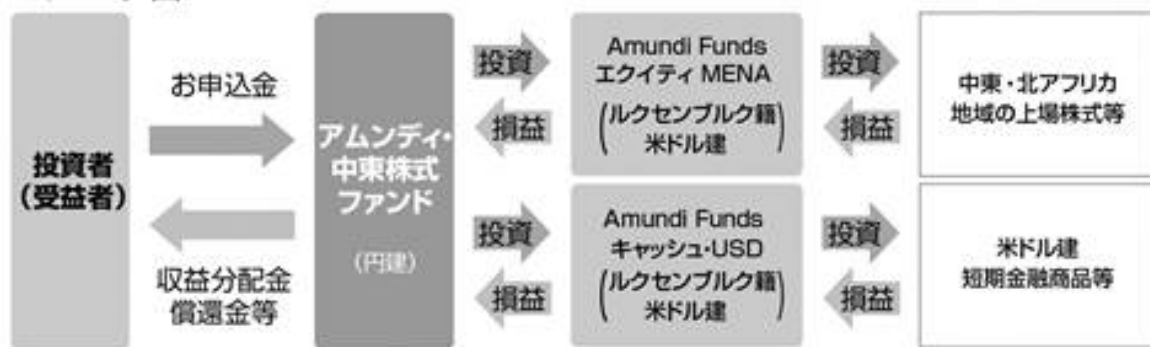 投資者
(受益者)
お申込金
収益分配金
償還金等
アムンディ・
中東株式
ファンド
(円建)
投資
損益
Amundi Funds
エクイティ MENA
(ルクセンブルク籍
米ドル建)
投資
損益
中東・北アフリカ
地域の上場株式等
投資
損益
Amundi Funds
キャッシュ・USD
(ルクセンブルク籍
米ドル建)
投資
損益
米ドル建
短期金融商品等